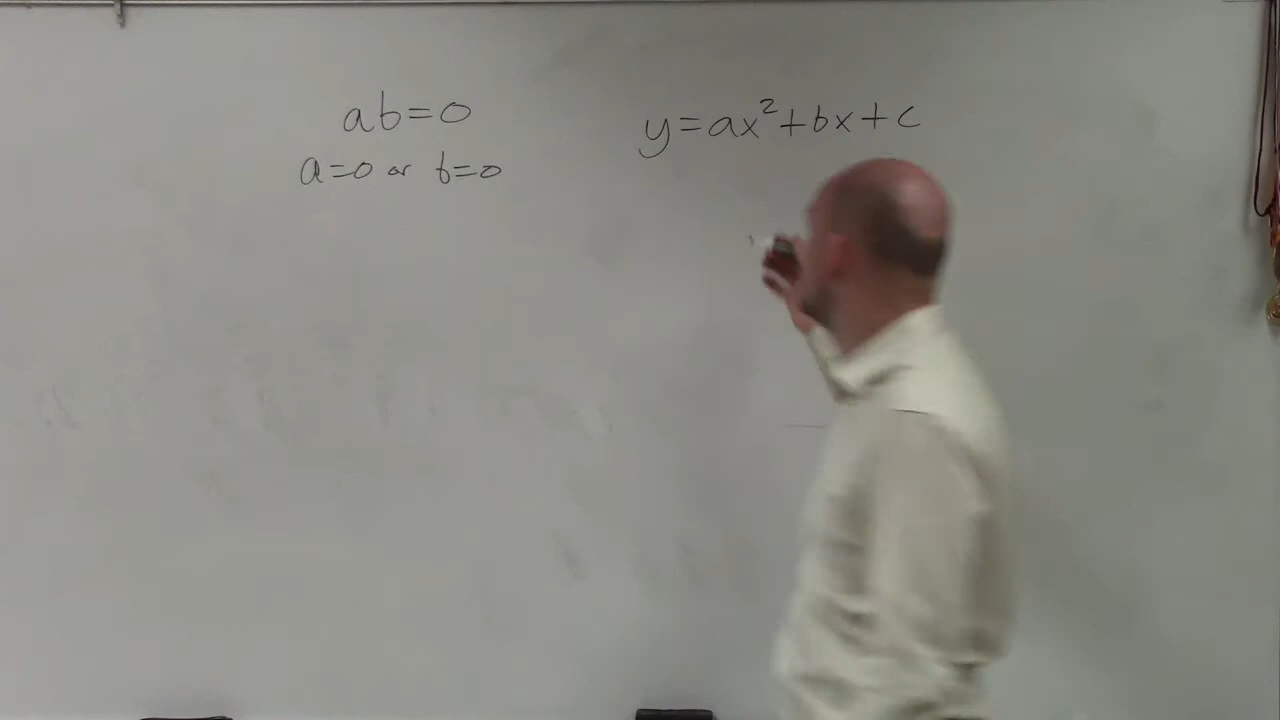 ab=0
a=0 or b=0
y=ax²+bx+c